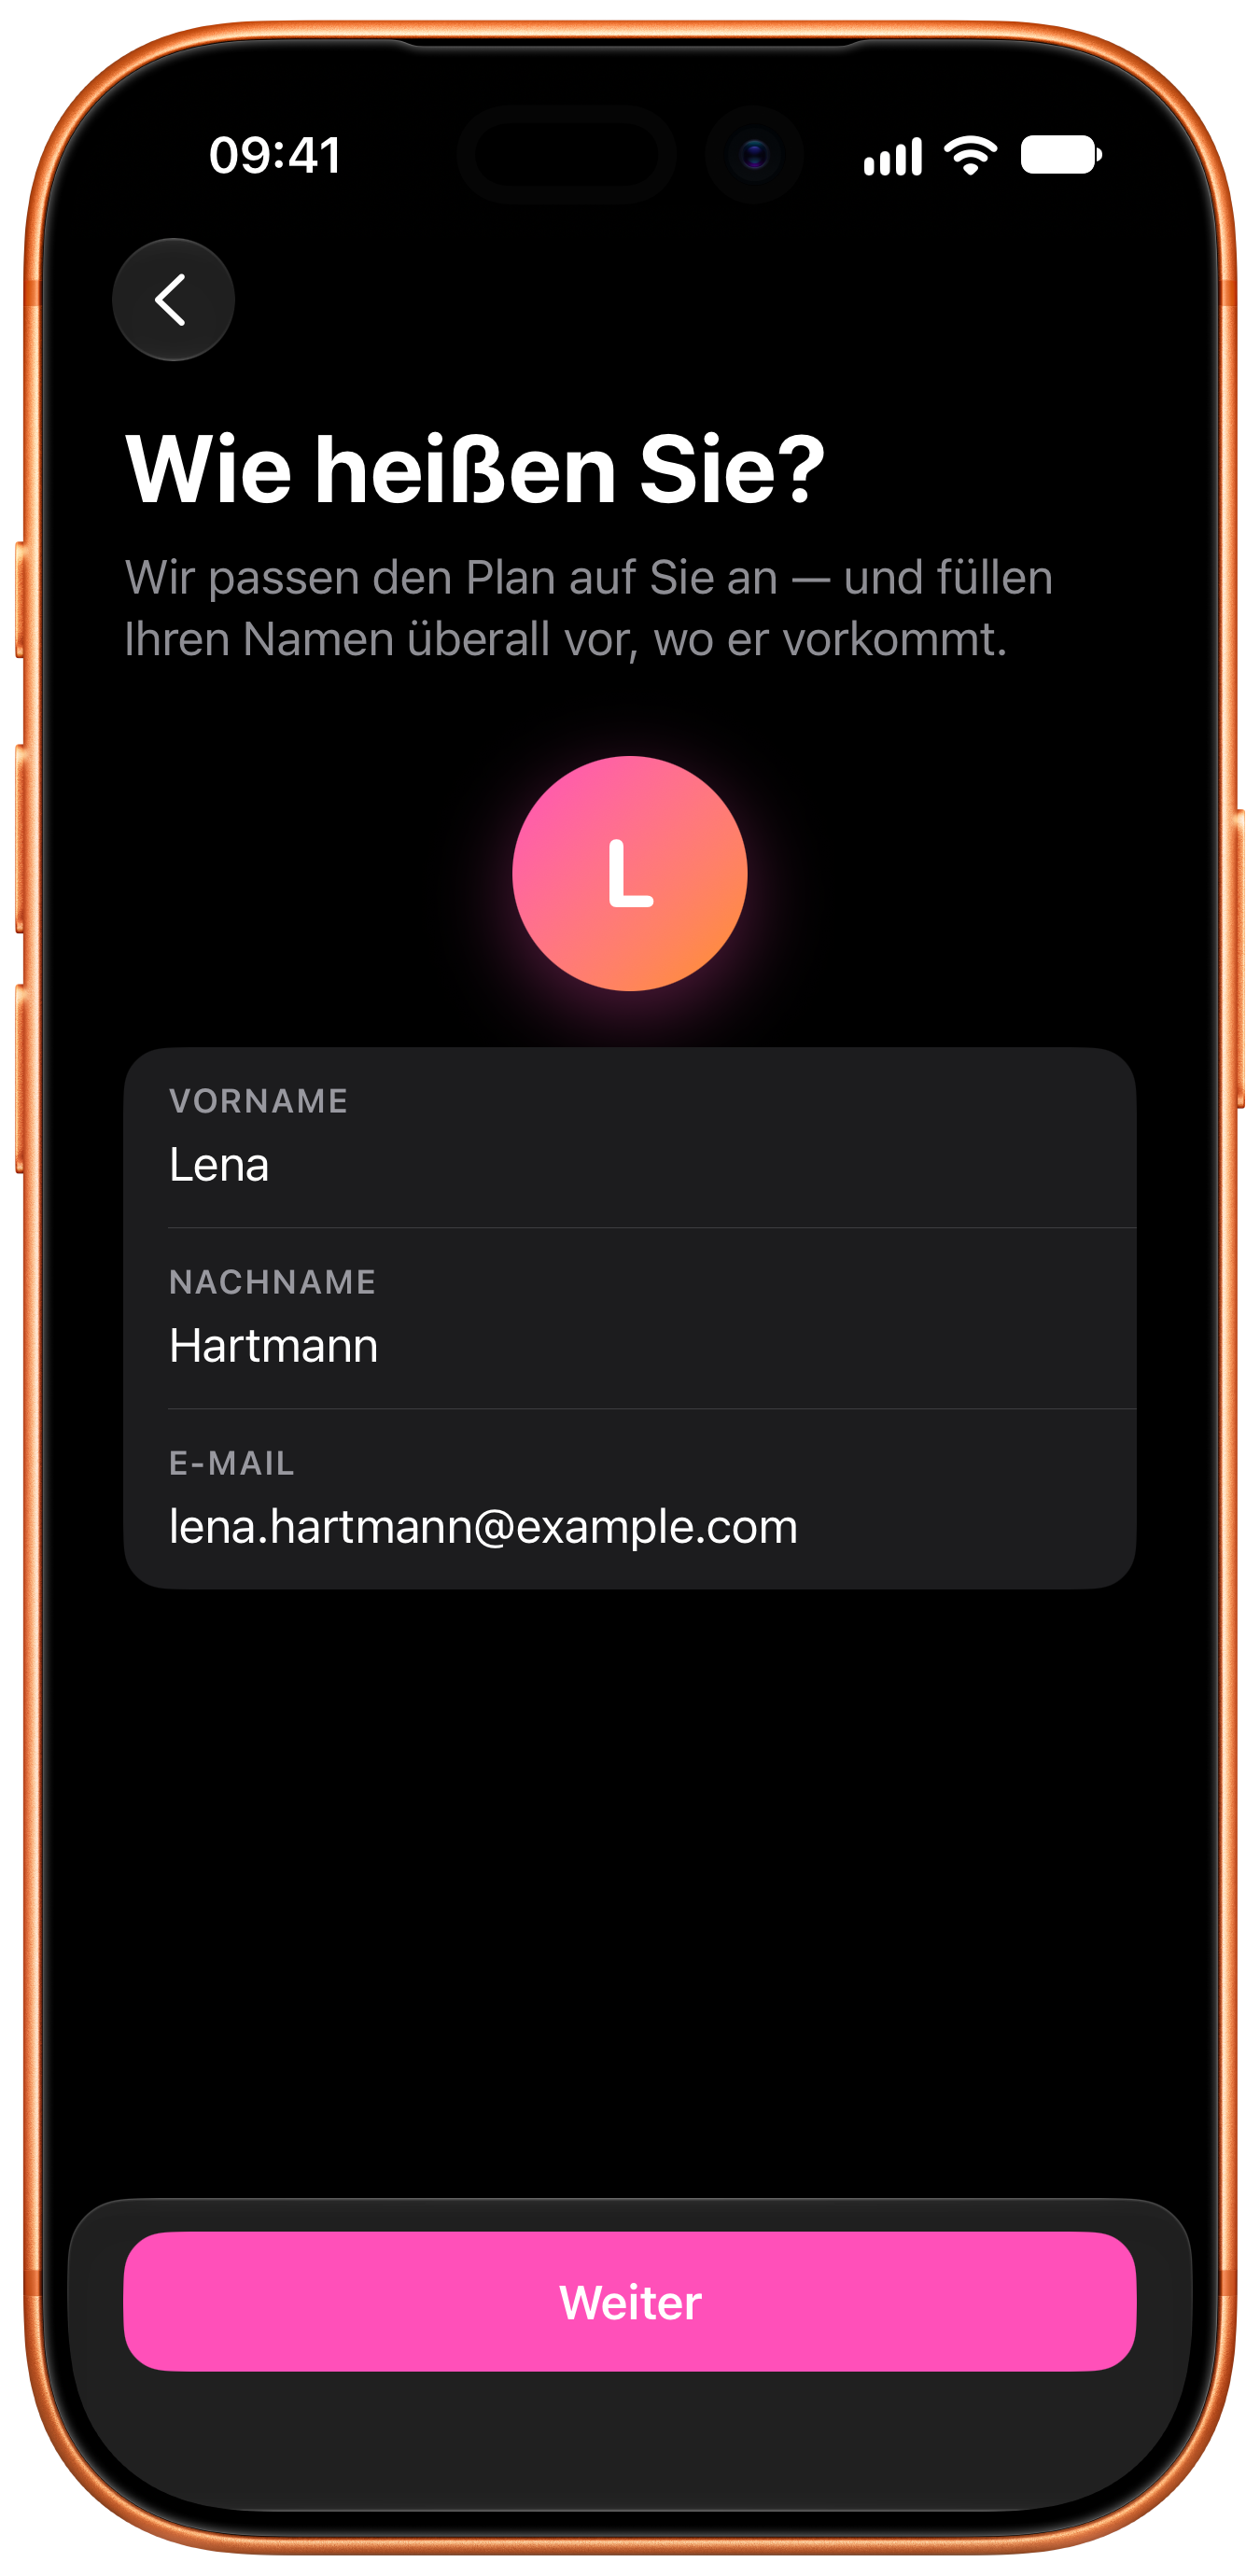 09:41
Wie heißen Sie?
Wir passen den Plan auf Sie an — und füllen
Ihren Namen überall vor, wo er vorkommt.
L
VORNAME
Lena
NACHNAME
Hartmann
E-MAIL
lena.hartmann@example.com
Weiter